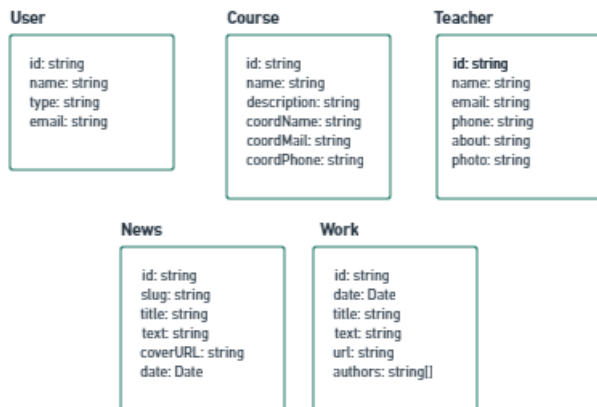 User
id: string
name: string
type: string
email: string
Course
id: string
name: string
description: string
coordName: string
coordMail: string
coordPhone: string
Teacher
id: string
name: string
email: string
phone: string
about: string
photo: string
News
id: string
slug: string
title: string
text: string
coverURL: string
date: Date
Work
id: string
date: Date
title: string
text: string
url: string
authors: string[]